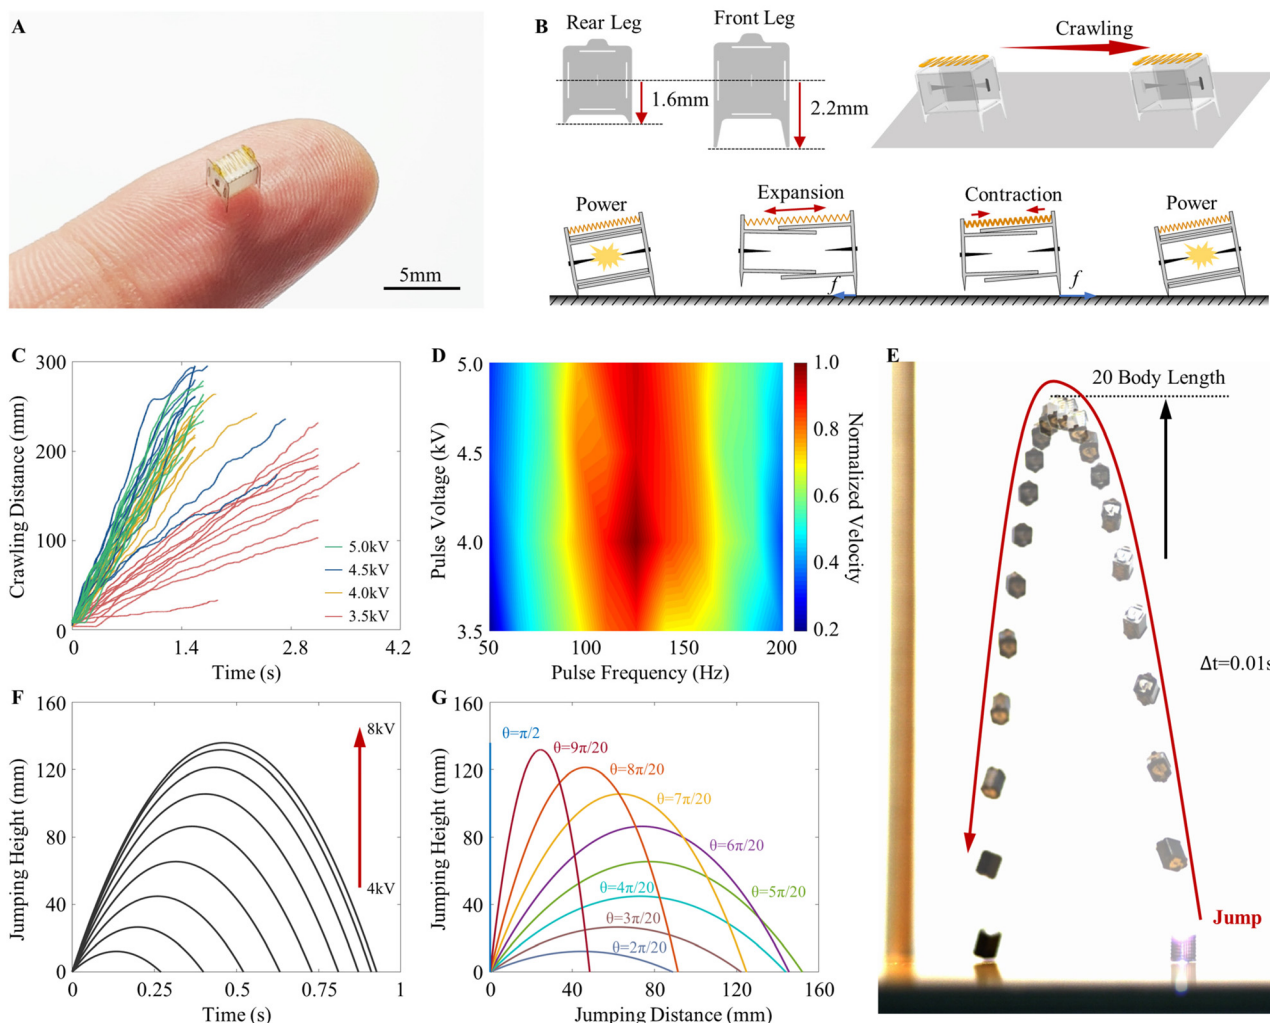 A
5mm
B
Rear Leg
Front Leg
1.6mm
2.2mm
Crawling
Power
Expansion
Contraction
Power
f
f
C
Crawling Distance (mm)
300
200
100
0
5.0kV
4.5kV
4.0kV
3.5kV
1.4
2.8
4.2
Time (s)
D
Pulse Voltage (kV)
5.0
4.5
4.0
3.5
50
100
150
200
Pulse Frequency (Hz)
1.0
0.8
0.6
0.4
0.2
Normalized Velocity
E
20 Body Length
Δt=0.01s
Jump
F
Jumping Height (mm)
160
120
80
40
0
8kV
4kV
0.25
0.5
0.75
1
Time (s)
G
Jumping Height (mm)
160
120
80
40
0
θ=π/2
θ=9π/20
θ=8π/20
θ=7π/20
θ=6π/20
θ=5π/20
θ=4π/20
θ=3π/20
θ=2π/20
0
40
80
120
160
Jumping Distance (mm)